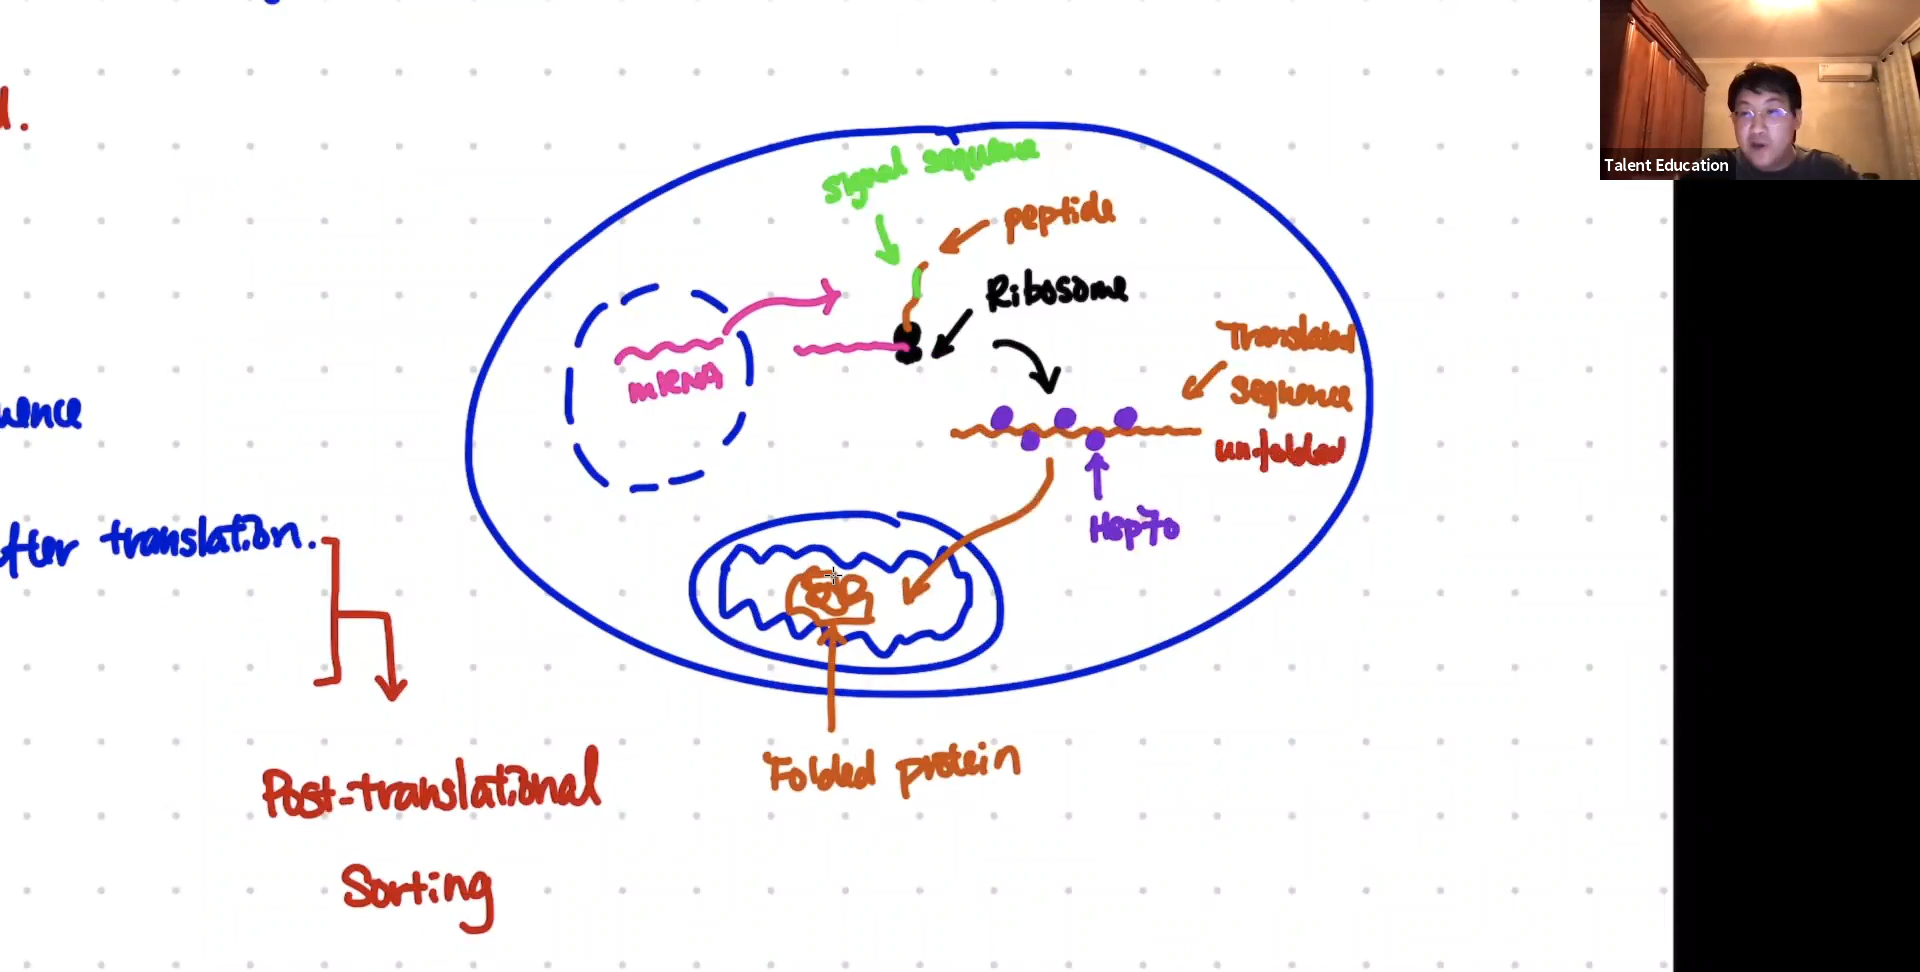 d.
Talent Education
signal sequence
peptide
Ribosome
mRNA
Translated
sequence
unfolded
uence
Hsp70
fter translation.
Folded protein
Post-translational
Sorting